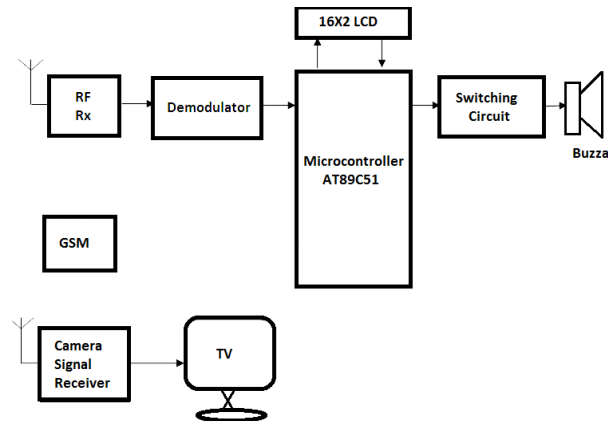 16X2 LCD
RF
Rx
Demodulator
Microcontroller
AT89C51
Switching
Circuit
Buzza
GSM
Camera
Signal
Receiver
TV